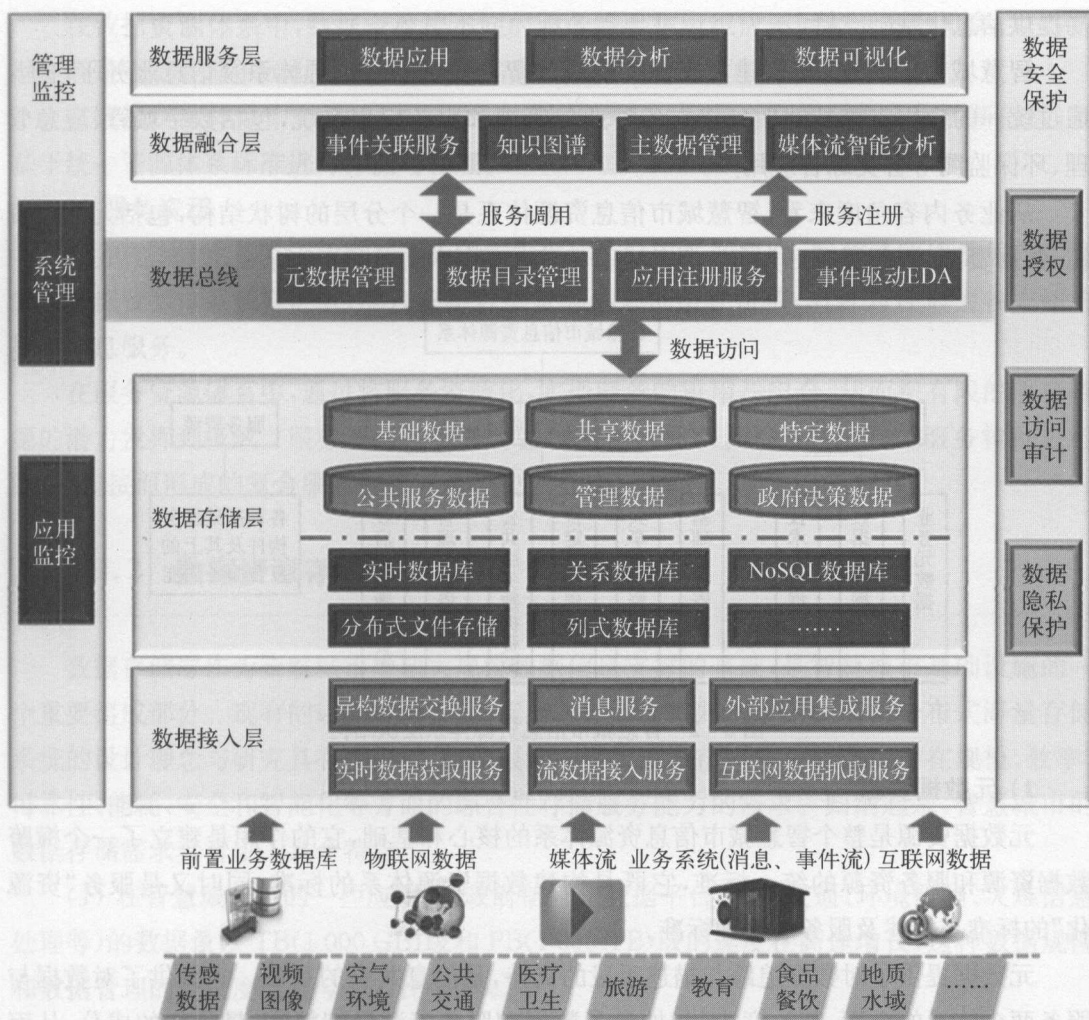 管理
监控
系统
管理
应用
监控
数据服务层
数据应用
数据分析
数据可视化
数据融合层
事件关联服务
知识图谱
主数据管理
媒体流智能分析
服务调用
服务注册
数据总线
元数据管理
数据目录管理
应用注册服务
事件驱动EDA
数据访问
数据存储层
基础数据
共享数据
特定数据
公共服务数据
管理数据
政府决策数据
实时数据库
关系数据库
NoSQL数据库
分布式文件存储
列式数据库
……
数据接入层
异构数据交换服务
消息服务
外部应用集成服务
实时数据获取服务
流数据接入服务
互联网数据抓取服务
数据
安全
保护
数据
授权
数据
访问
审计
数据
隐私
保护
前置业务数据库
物联网数据
媒体流
业务系统(消息、事件流)
互联网数据
传感
数据
视频
图像
空气
环境
公共
交通
医疗
卫生
旅游
教育
食品
餐饮
地质
水域
……